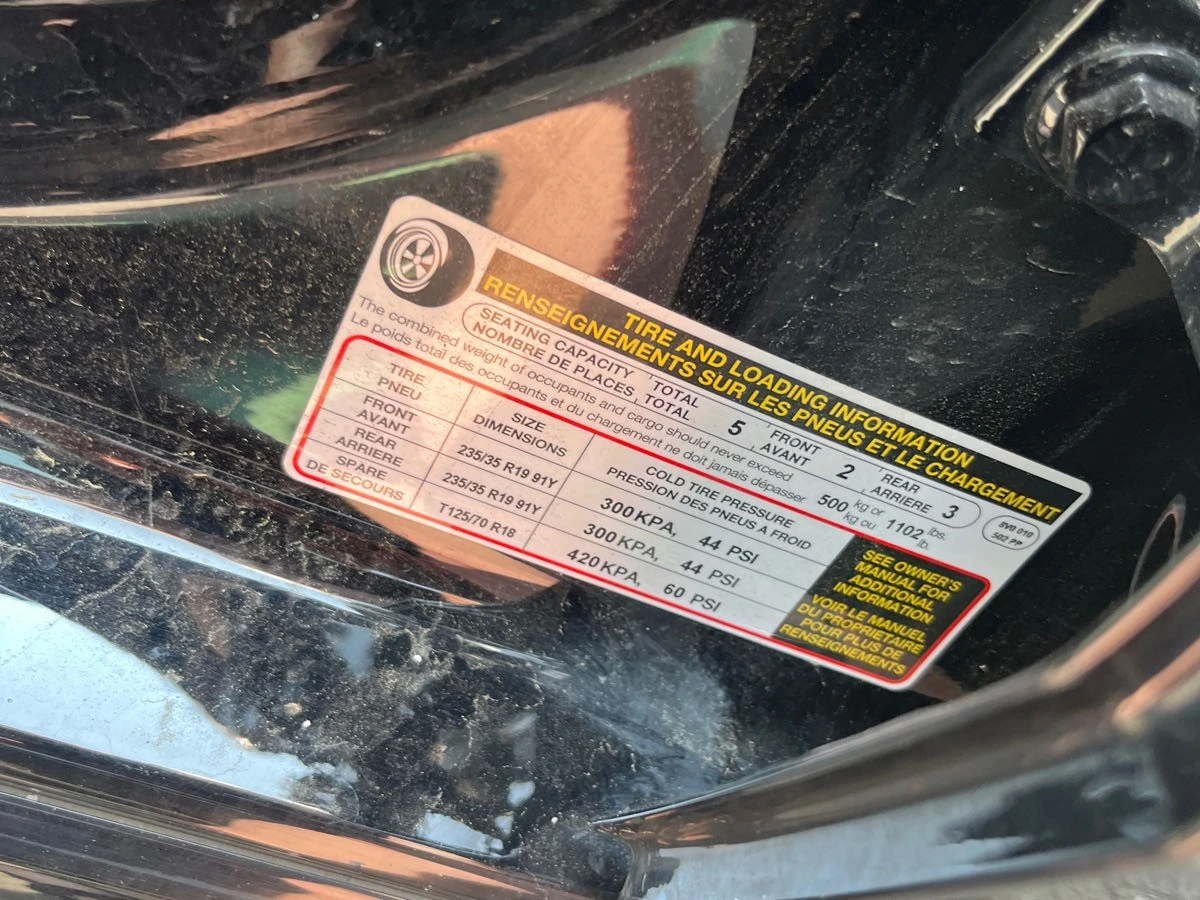 TIRE AND LOADING INFORMATION
RENSEIGNEMENTS SUR LES PNEUS ET LE CHARGEMENT
SEATING CAPACITY TOTAL 5 FRONT 2 REAR 3
NOMBRE DE PLACES, TOTAL AVANT ARRIERE
8V0 010
502 PP
The combined weight of occupants and cargo should never exceed 500 kg or 1102 lbs.
Le poids total des occupants et du chargement ne doit jamais dépasser kg ou lb.
TIRE SIZE COLD TIRE PRESSURE
PNEU DIMENSIONS PRESSION DES PNEUS A FROID
FRONT 235/35 R19 91Y 300KPA, 44 PSI
AVANT
REAR 235/35 R19 91Y 300KPA, 44 PSI
ARRIERE
SPARE T125/70 R18 420KPA, 60 PSI
DE SECOURS
SEE OWNER'S
MANUAL FOR
ADDITIONAL
INFORMATION
VOIR LE MANUEL
DU PROPRIETAIRE
POUR PLUS DE
RENSEIGNEMENTS